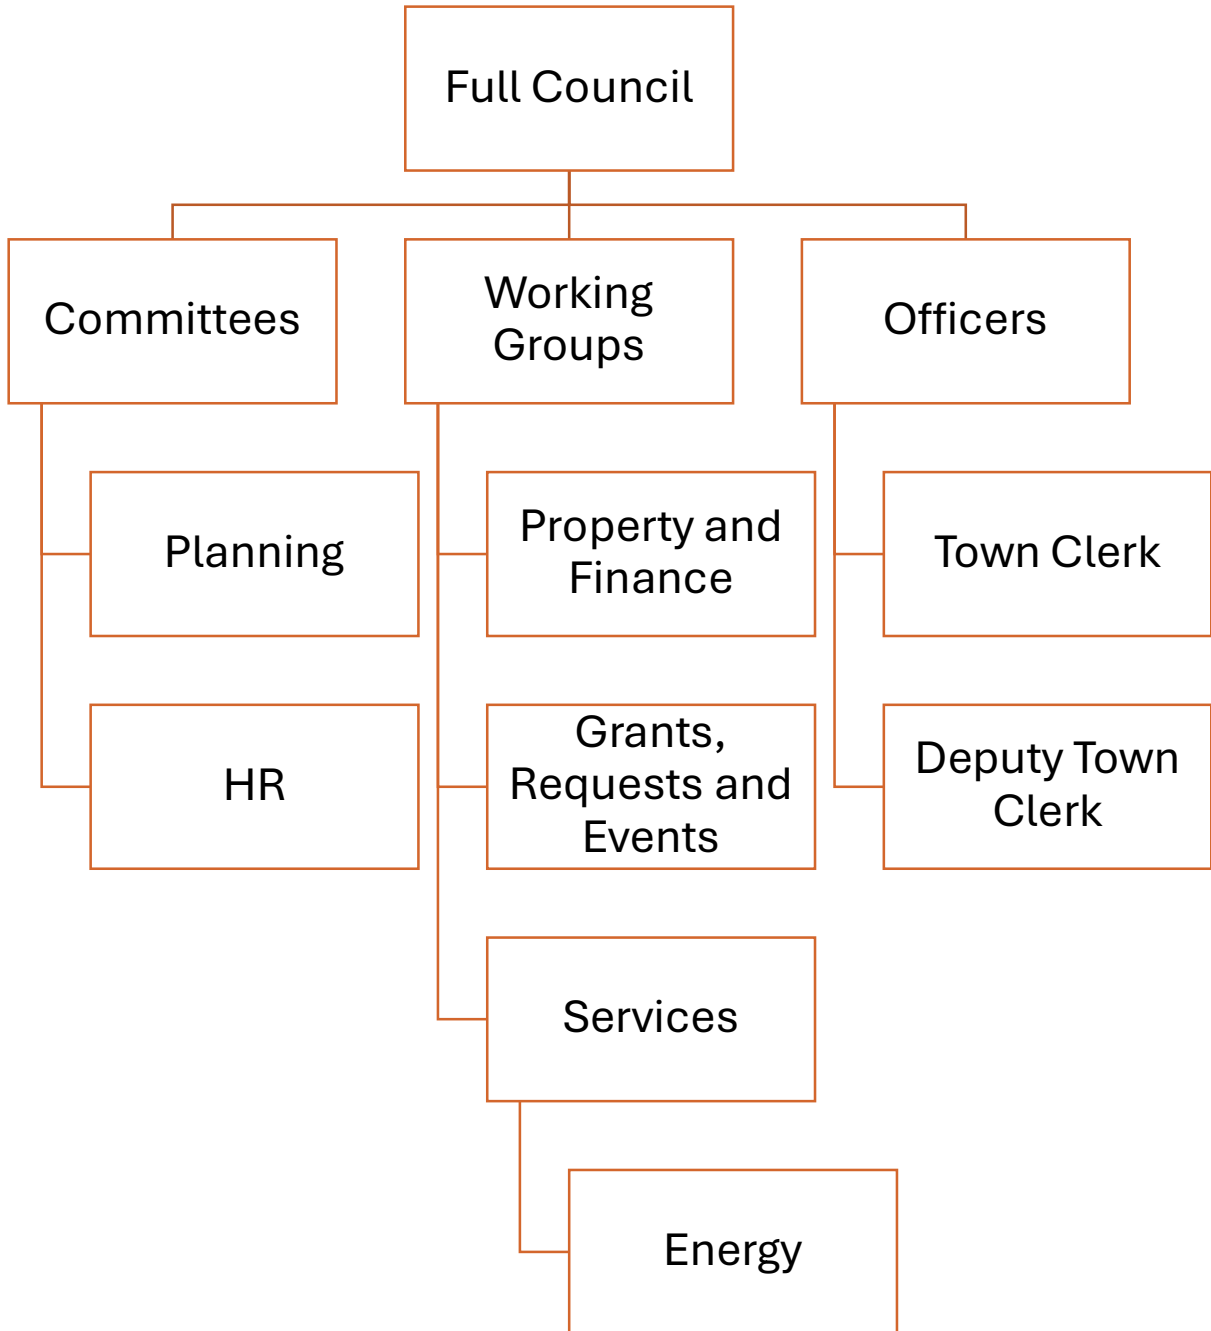 Full Council
Committees
Working
Groups
Officers
Planning
Property and
Finance
Town Clerk
HR
Grants,
Requests and
Events
Deputy Town
Clerk
Services
Energy